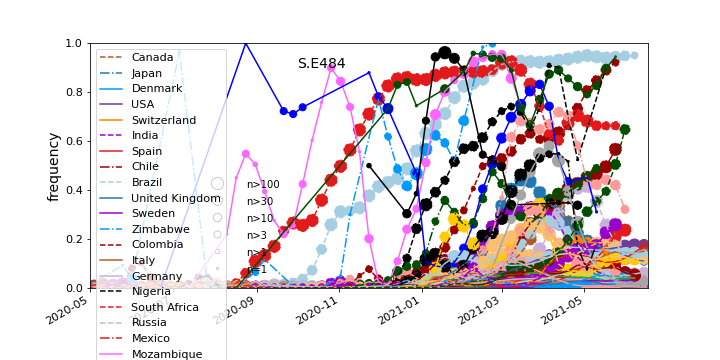 S.E484
frequency
1.0
0.8
0.6
0.4
0.2
0.0
2020-05
2020-09
2020-11
2021-01
2021-03
2021-05
Canada
Japan
Denmark
USA
Switzerland
India
Spain
Chile
Brazil
United Kingdom
Sweden
Zimbabwe
Colombia
Italy
Germany
Nigeria
South Africa
Russia
Mexico
Mozambique
n>100
n>30
n>10
n>3
n>1
n=1